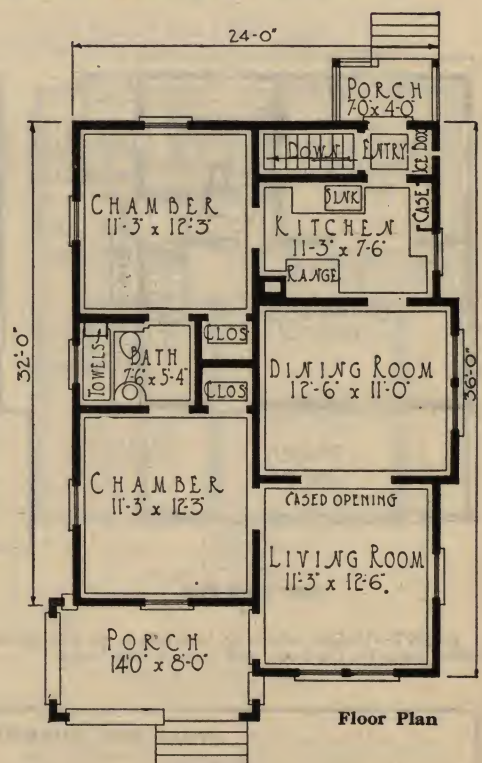 24'-0"
PORCH
7'0" x 4'-0"
DOWN
ENTRY
ICE BOX
CHAMBER
11'-3" x 12'-3"
SINK
CASE
KITCHEN
11'-3" x 7'-6"
RANGE
32'-0"
36'-0"
CLOS
TOWELS
BATH
7'-6" x 5'-4"
CLOS
DINING ROOM
12'-6" x 11'-0"
CHAMBER
11'-3" x 12'-3"
CASED OPENING
LIVING ROOM
11'-3" x 12'-6"
PORCH
14'0" x 8'-0"
Floor Plan